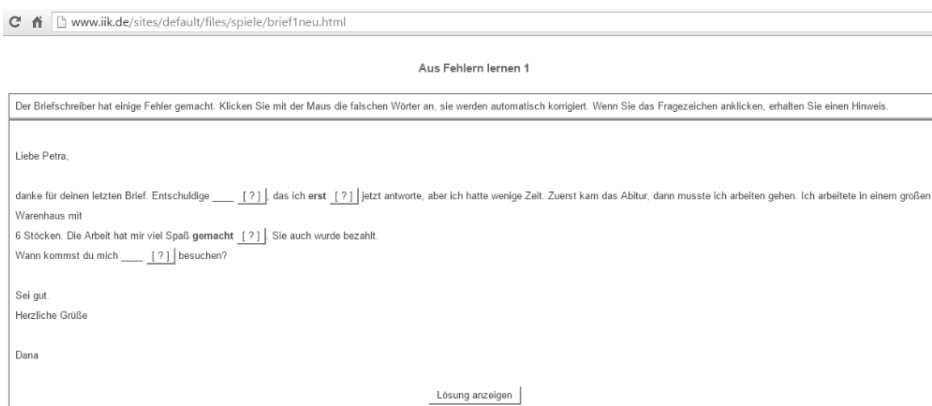 www.iik.de/sites/default/files/spiele/brief1neu.html
Aus Fehlern lernen 1
Der Briefschreiber hat einige Fehler gemacht. Klicken Sie mit der Maus die falschen Wörter an, sie werden automatisch korrigiert. Wenn Sie das Fragezeichen anklicken, erhalten Sie einen Hinweis.
Liebe Petra,
danke für deinen letzten Brief. Entschuldige ____ [ ? ], das ich erst [ ? ] jetzt antworte, aber ich hatte wenige Zeit. Zuerst kam das Abitur, dann musste ich arbeiten gehen. Ich arbeitete in einem großen
Warenhaus mit
6 Stöcken. Die Arbeit hat mir viel Spaß gemacht [ ? ]. Sie auch wurde bezahlt.
Wann kommst du mich ____ [ ? ] besuchen?
Sei gut.
Herzliche Grüße
Dana
Lösung anzeigen